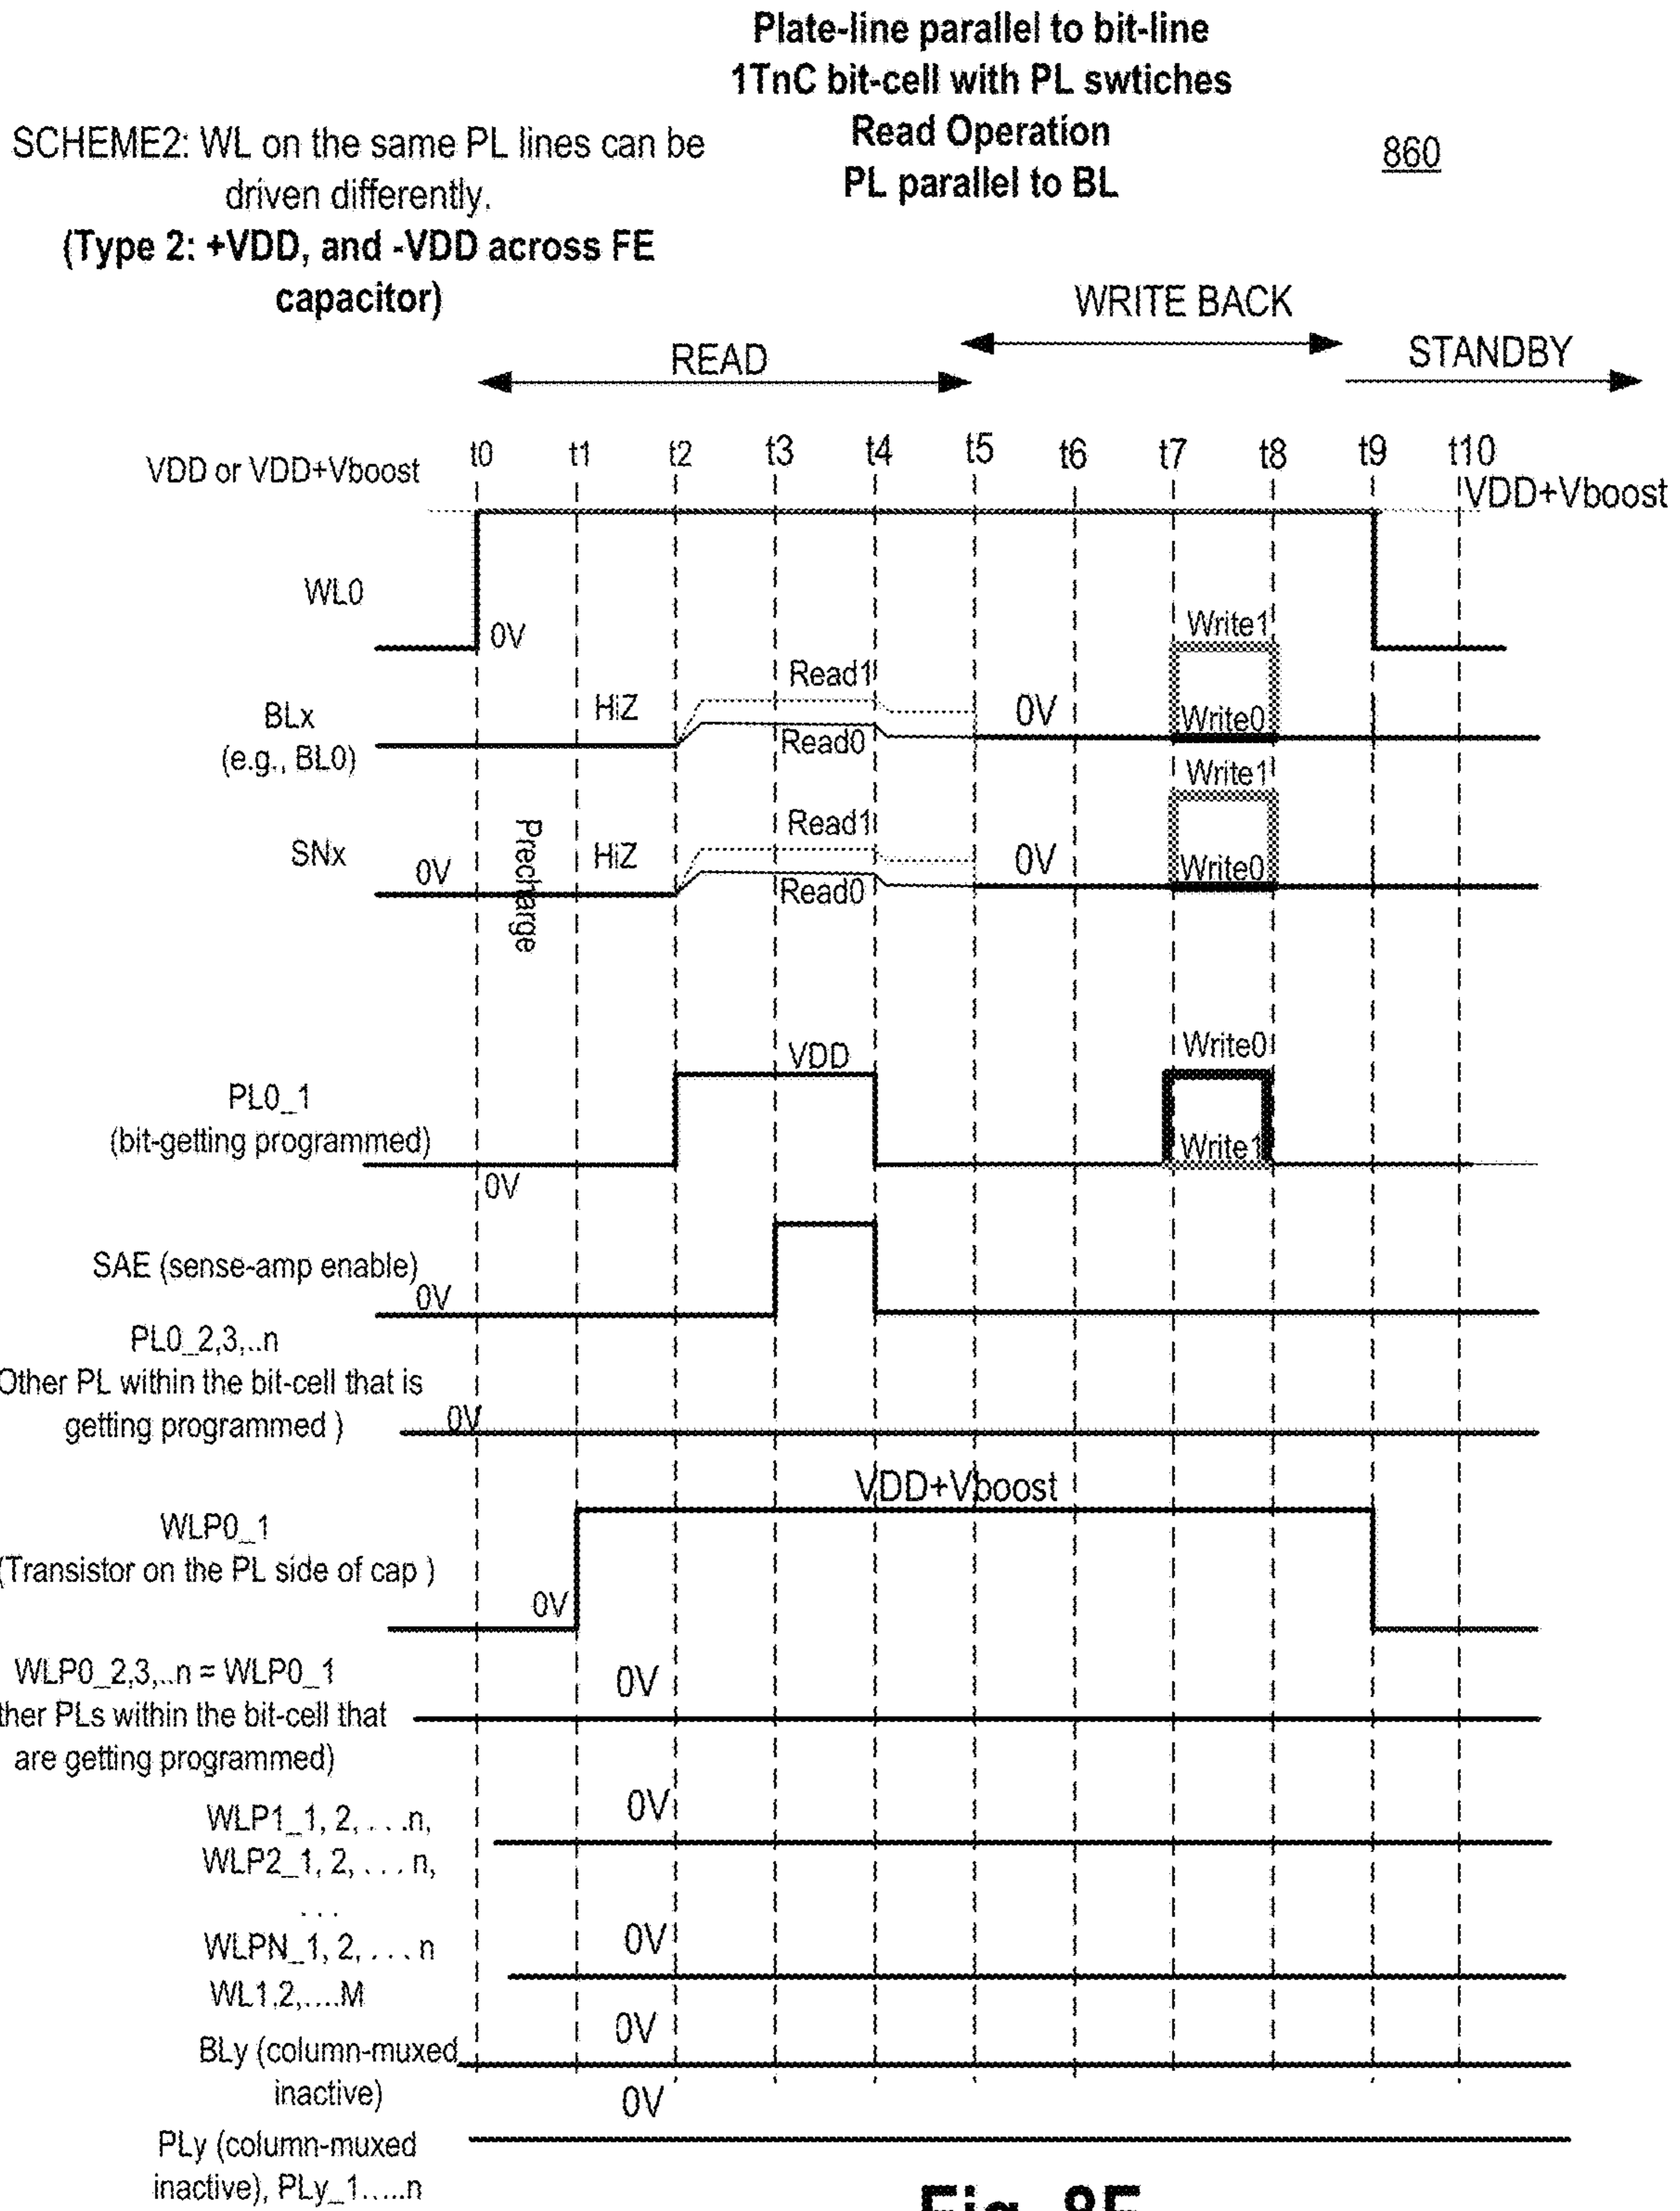 Plate-line parallel to bit-line
1TnC bit-cell with PL swtiches
Read Operation
PL parallel to BL
860
SCHEME2: WL on the same PL lines can be
driven differently.
(Type 2: +VDD, and -VDD across FE
capacitor)
WRITE BACK
READ
STANDBY
VDD or VDD+Vboost
t0 t1 t2 t3 t4 t5 t6 t7 t8 t9 t10
VDD+Vboost
WL0
0V
Write1
Read1
BLx
(e.g., BL0)
HiZ
0V
Write0
Read0
Write1
Read1
SNx
0V
Precharge
HiZ
0V
Write0
Read0
VDD
Write0
PL0_1
(bit-getting programmed)
Write1
0V
SAE (sense-amp enable)
0V
PL0_2,3,..n
Other PL within the bit-cell that is
getting programmed )
0V
VDD+Vboost
WLP0_1
(Transistor on the PL side of cap )
0V
WLP0_2,3,..n = WLP0_1
ther PLs within the bit-cell that
are getting programmed)
0V
WLP1_1, 2, . . .n,
0V
WLP2_1, 2, . . . n,
. . .
WLPN_1, 2, . . . n
0V
WL1,2,....M
0V
BLy (column-muxed
inactive)
0V
PLy (column-muxed
inactive), PLy_1.....n